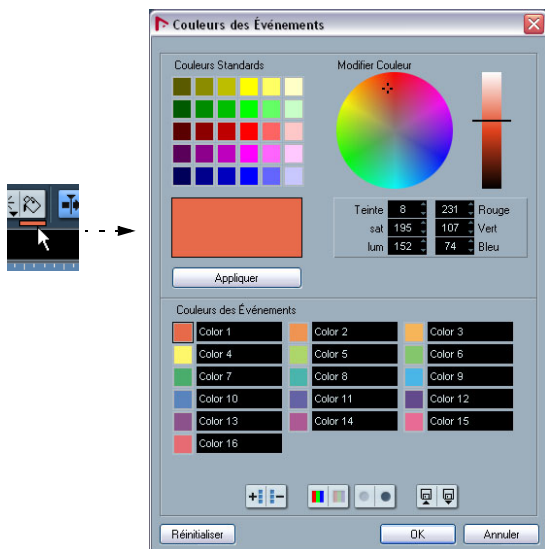 Couleurs des Événements
Couleurs Standards
Modifier Couleur
Teinte 8 231 Rouge
sat 195 107 Vert
lum 152 74 Bleu
Appliquer
Couleurs des Événements
Color 1 Color 2 Color 3
Color 4 Color 5 Color 6
Color 7 Color 8 Color 9
Color 10 Color 11 Color 12
Color 13 Color 14 Color 15
Color 16
Réinitialiser OK Annuler